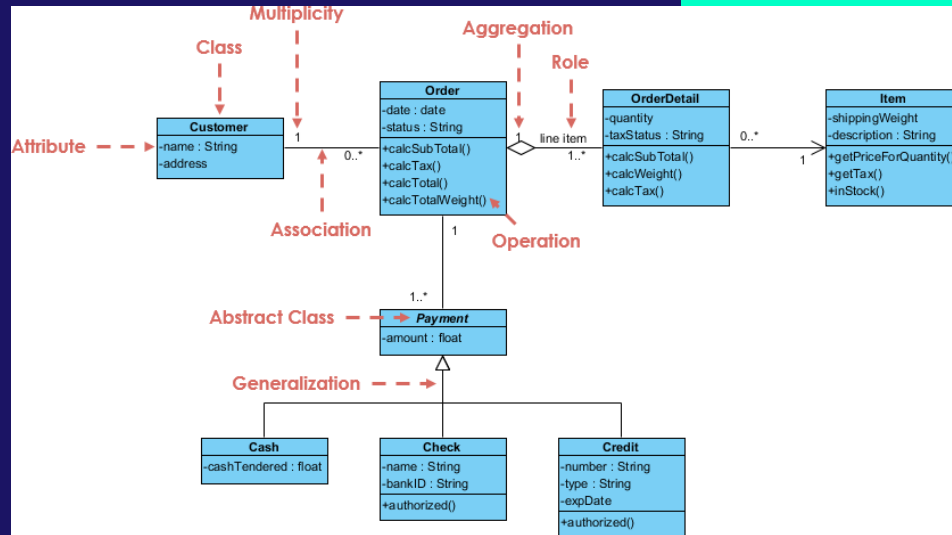 Multiplicity
Aggregation
Class
Role
Attribute
Customer
-name : String
-address
1
0..*
Association
Order
-date : date
-status : String
+calcSubTotal()
+calcTax()
+calcTotal()
+calcTotalWeight()
Operation
1
line item
1..*
OrderDetail
-quantity
-taxStatus : String
+calcSubTotal()
+calcWeight()
+calcTax()
0..*
1
Item
-shippingWeight
-description : String
+getPriceForQuantity()
+getTax()
+inStock()
1
1..*
Abstract Class
Payment
-amount : float
Generalization
Cash
-cashTendered : float
Check
-name : String
-bankID : String
+authorized()
Credit
-number : String
-type : String
-expDate
+authorized()